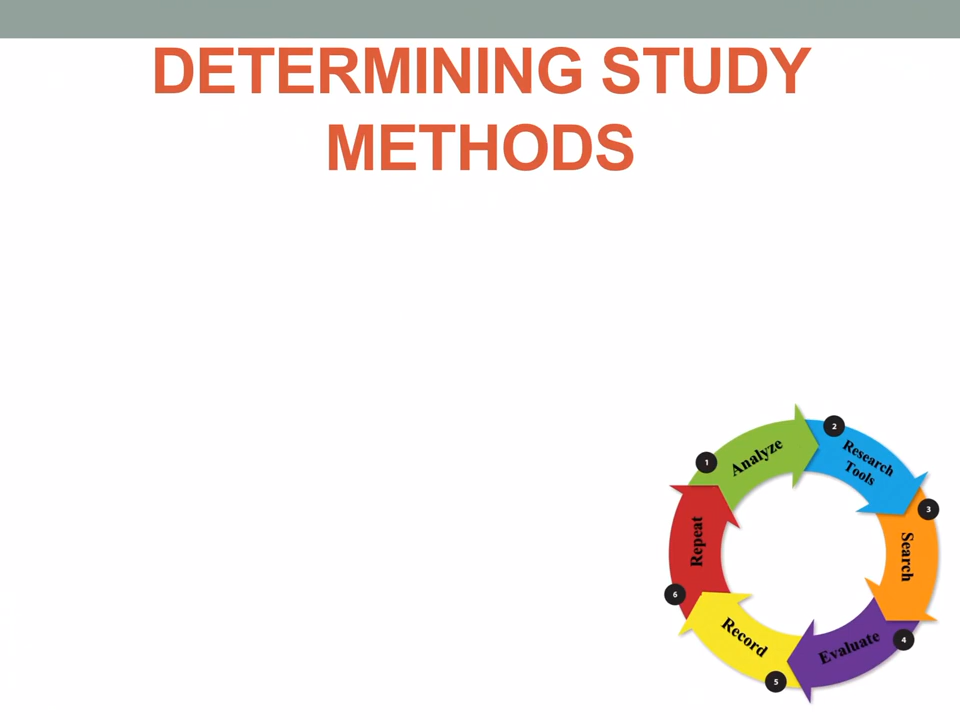 DETERMINING STUDY
METHODS
1
Analyze
2
Research
Tools
3
Search
4
Evaluate
5
Record
6
Repeat